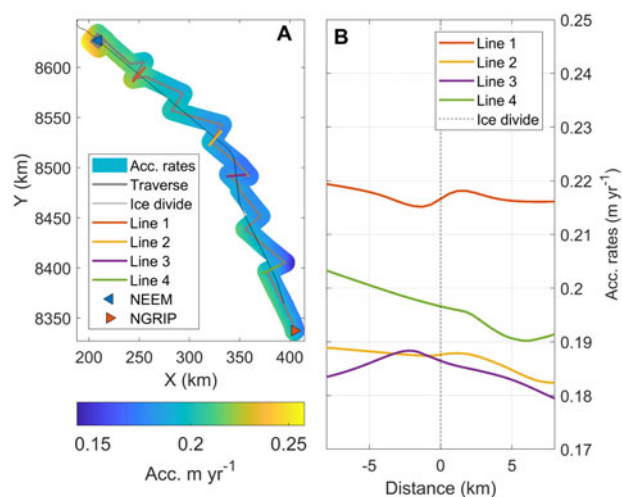 A
8600
8550
8500
8450
8400
8350
Y (km)
Acc. rates
Traverse
Ice divide
Line 1
Line 2
Line 3
Line 4
NEEM
NGRIP
200 250 300 350 400
X (km)
0.15 0.2 0.25
Acc. m yr-1
B
Line 1
Line 2
Line 3
Line 4
Ice divide
0.25
0.24
0.23
0.22
0.21
0.2
0.19
0.18
0.17
Acc. rates (m yr-1)
-5 0 5
Distance (km)